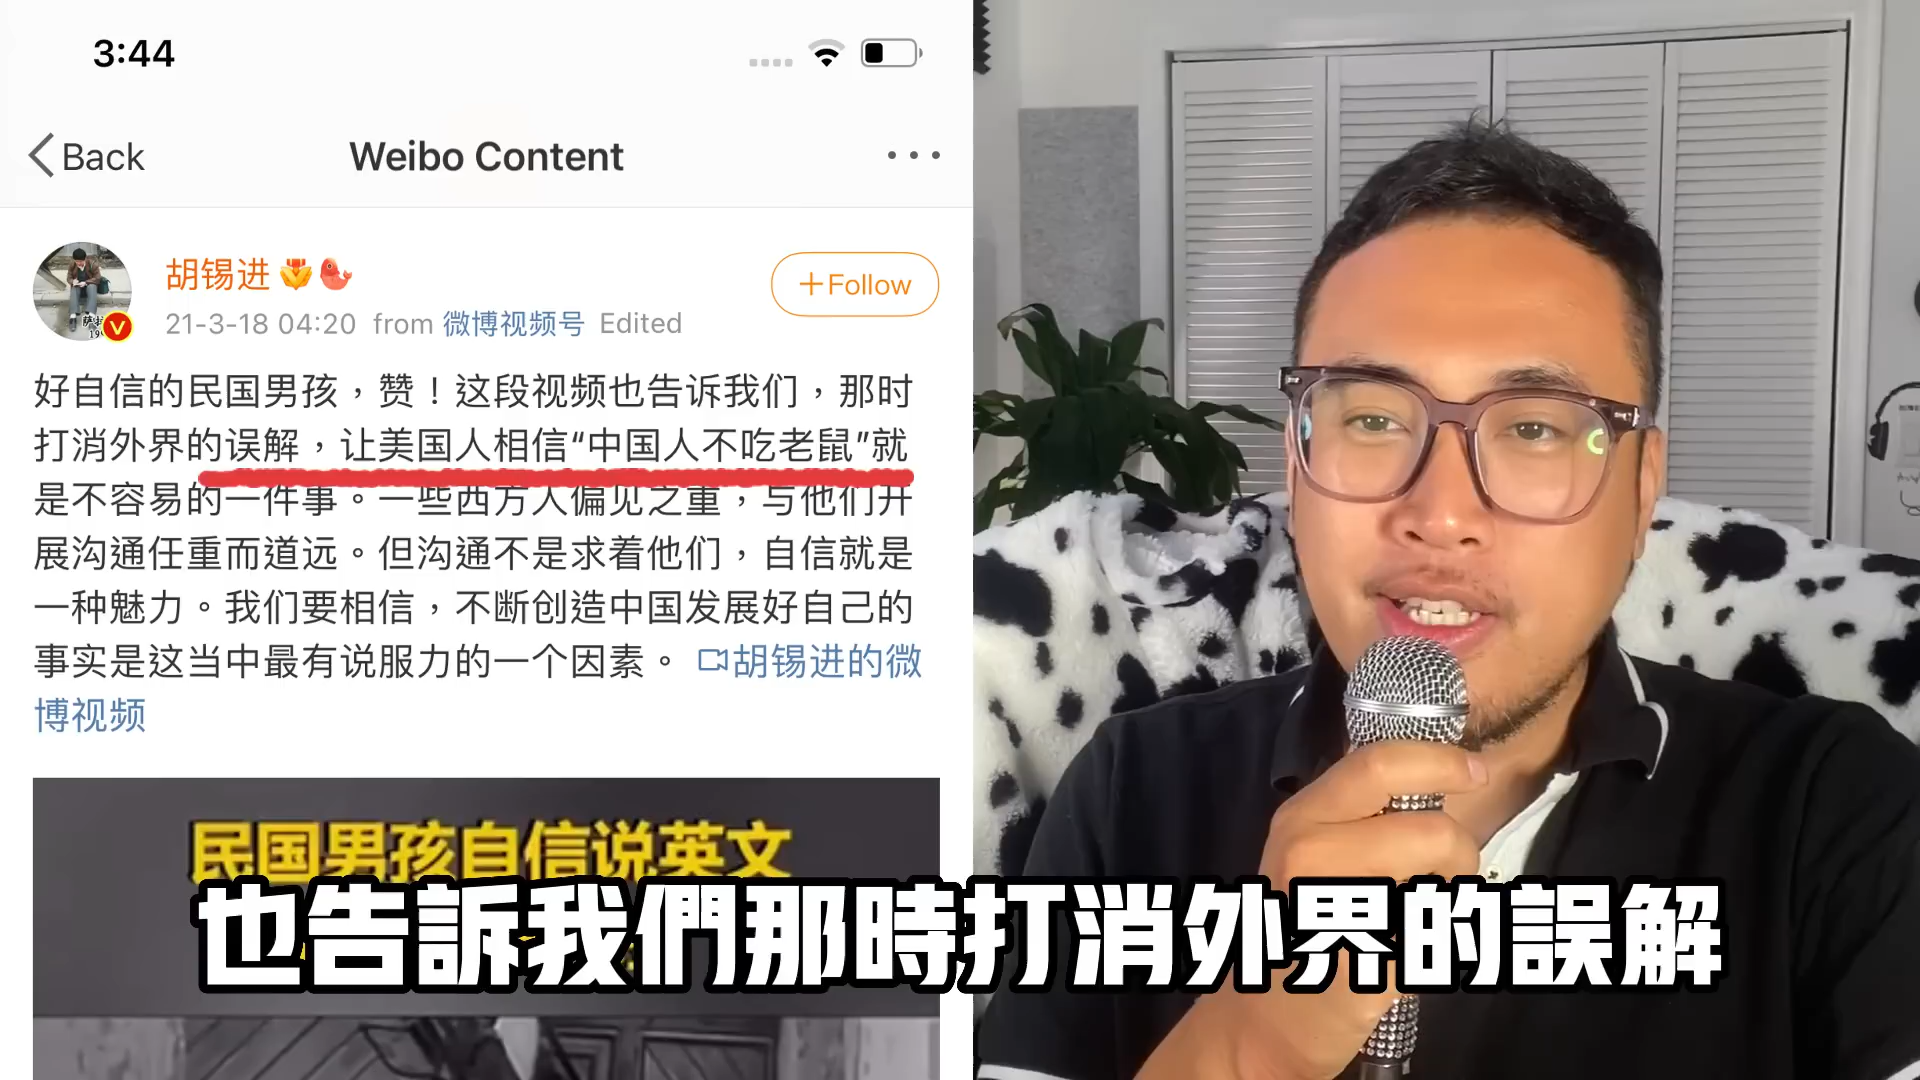 3:44
Back
Weibo Content
胡锡进
+Follow
21-3-18 04:20 from 微博视频号 Edited
好自信的民国男孩，赞！这段视频也告诉我们，那时
打消外界的误解，让美国人相信“中国人不吃老鼠”就
是不容易的一件事。一些西方人偏见之重，与他们开
展沟通任重而道远。但沟通不是求着他们，自信就是
一种魅力。我们要相信，不断创造中国发展好自己的
事实是这当中最有说服力的一个因素。 胡锡进的微
博视频
民国男孩自信说英文
也告訴我們那時打消外界的誤解